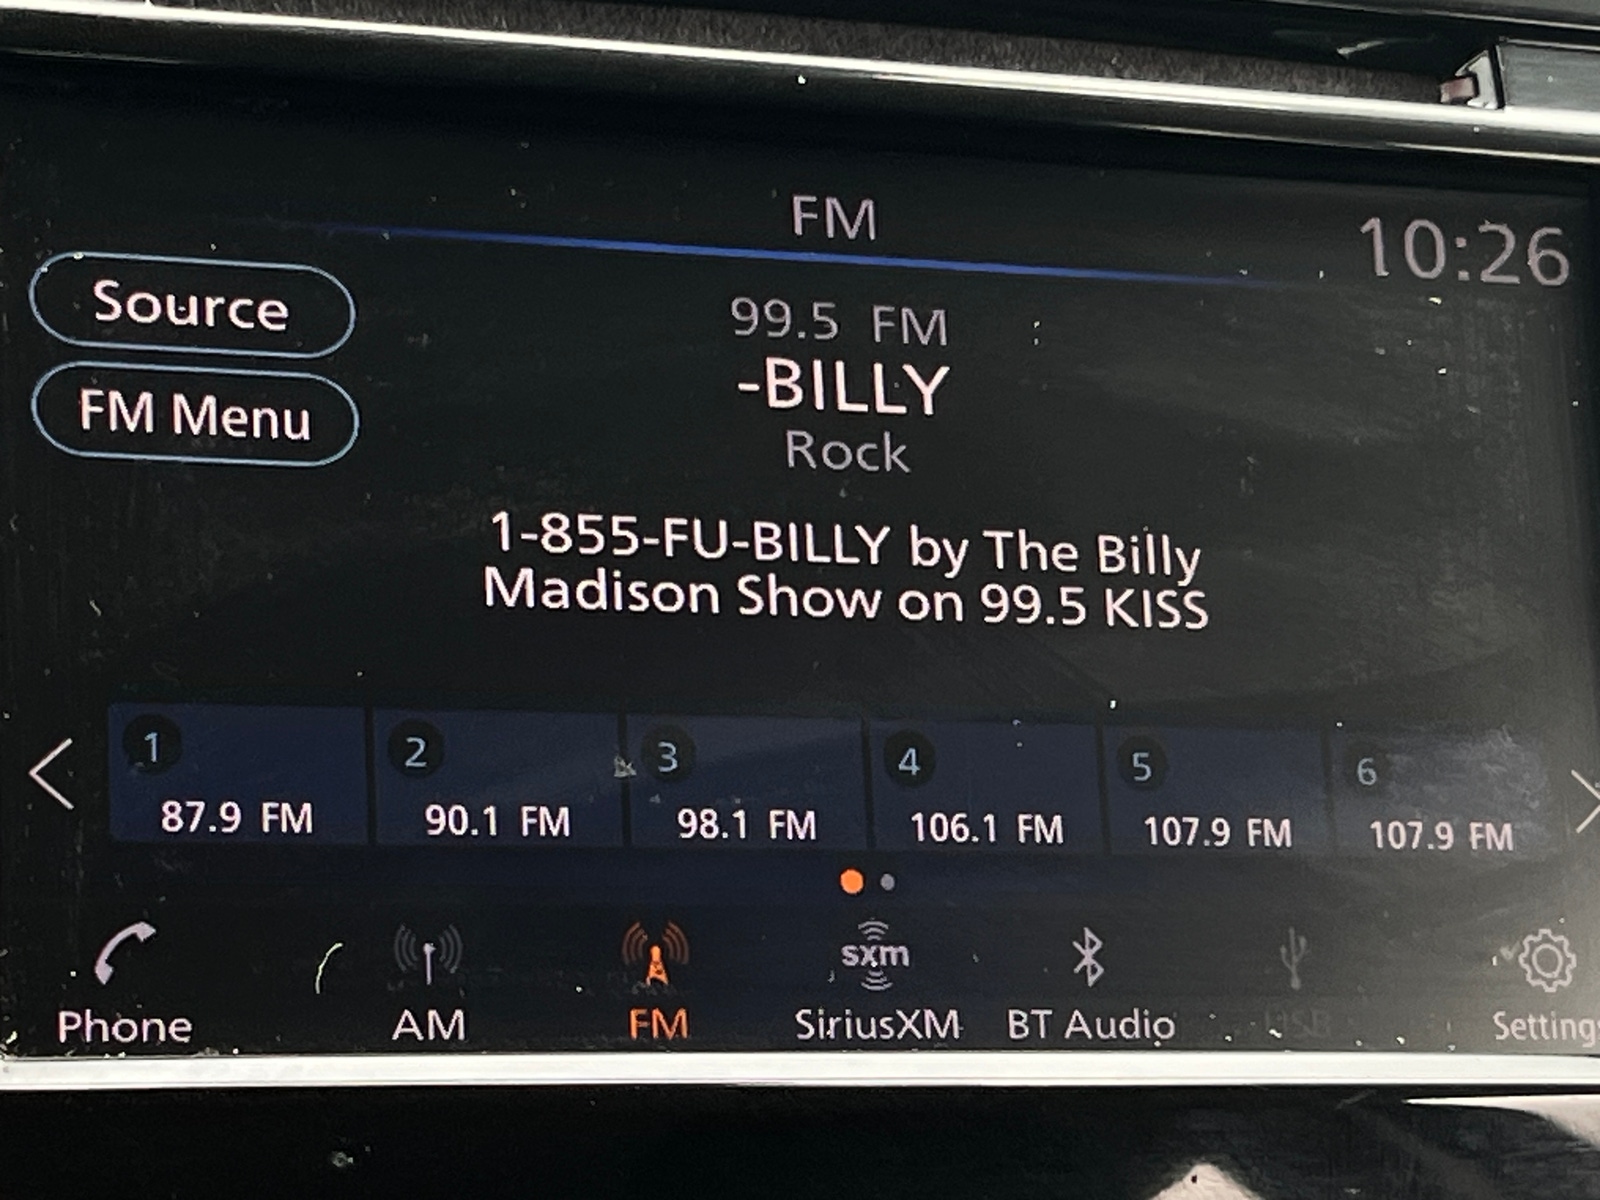 FM
10:26
Source
FM Menu
99.5 FM
-BILLY
Rock
1-855-FU-BILLY by The Billy
Madison Show on 99.5 KISS
1
87.9 FM
2
90.1 FM
3
98.1 FM
4
106.1 FM
5
107.9 FM
6
107.9 FM
sxm
Phone
AM
FM
SiriusXM
BT Audio
USB
Settings